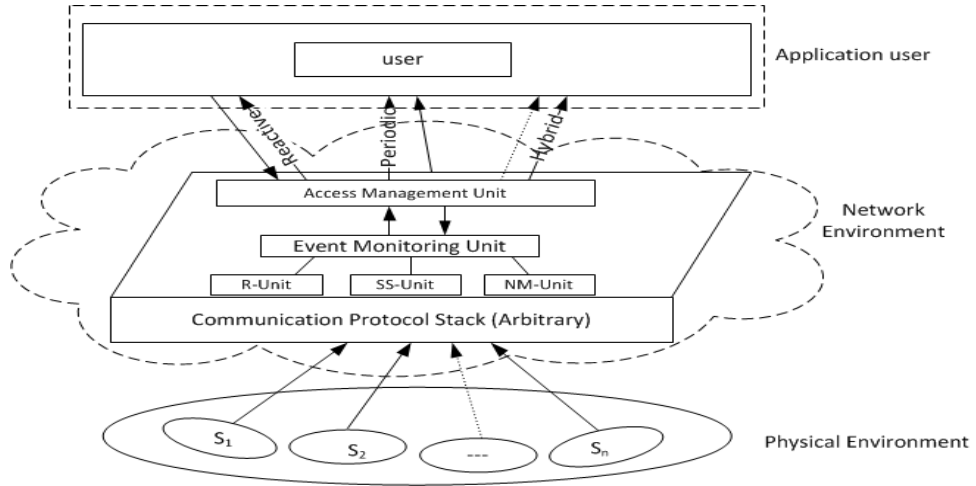 user
Application user
Reactive
Periodic
Hybrid
Access Management Unit
Network
Environment
Event Monitoring Unit
R-Unit
SS-Unit
NM-Unit
Communication Protocol Stack (Arbitrary)
S1
S2
---
Sn
Physical Environment